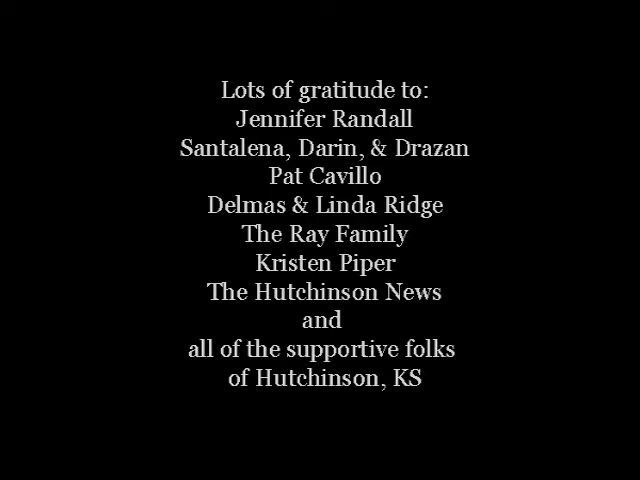 Lots of gratitude to:
Jennifer Randall
Santalena, Darin, & Drazan
Pat Cavillo
Delmas & Linda Ridge
The Ray Family
Kristen Piper
The Hutchinson News
and
all of the supportive folks
of Hutchinson, KS